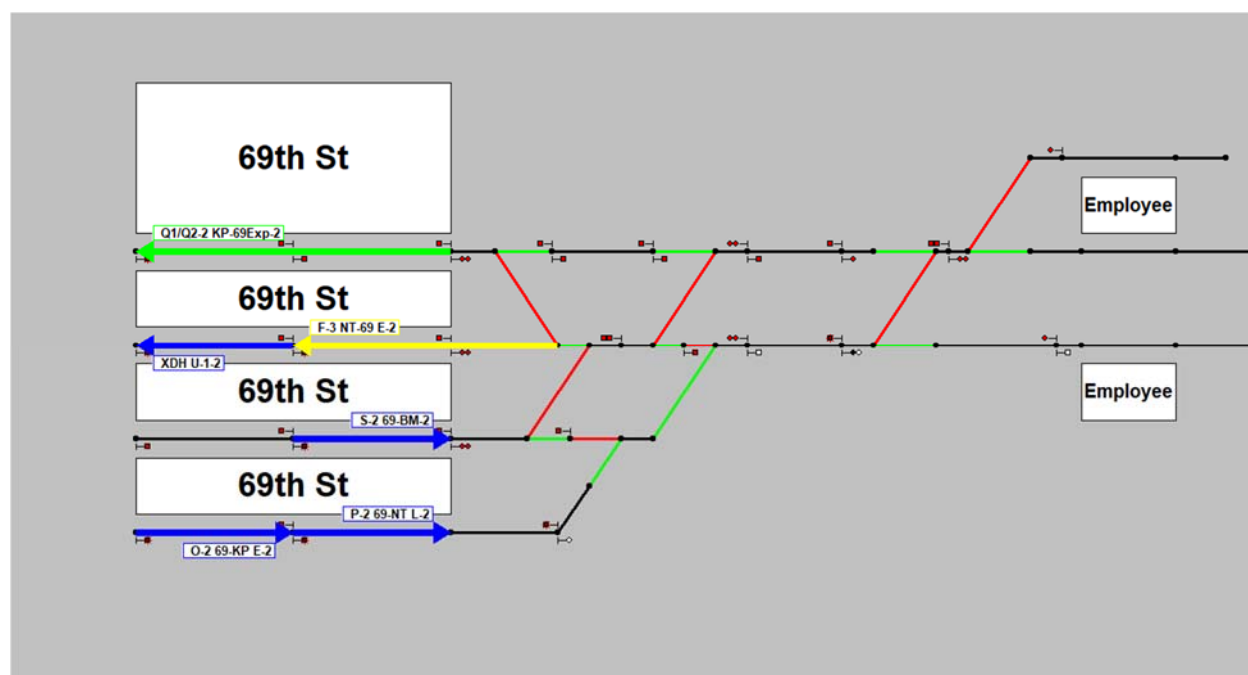 69th St
Employee
Q1/Q2-2 KP-69Exp-2
69th St
F-3 NT-69 E-2
XDH U-1-2
69th St
Employee
S-2 69-BM-2
69th St
P-2 69-NT L-2
O-2 69-KP E-2